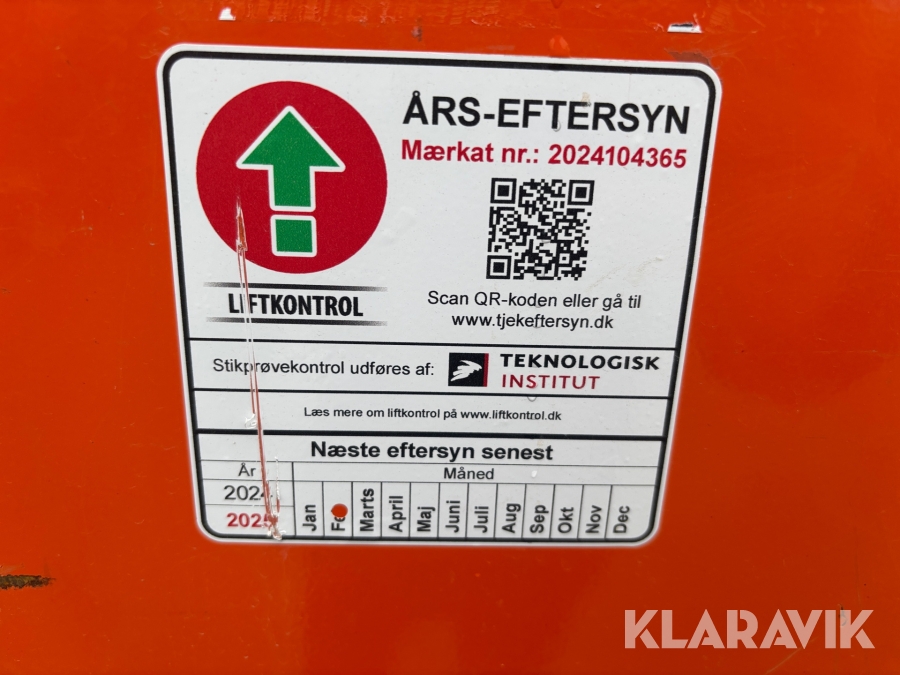 ÅRS-EFTERSYN
Mærkat nr.: 2024104365
LIFTKONTROL
Scan QR-koden eller gå til
www.tjekeftersyn.dk
Stikprøvekontrol udføres af: TEKNOLOGISK
INSTITUT
Læs mere om liftkontrol på www.liftkontrol.dk
Næste eftersyn senest
År Måned
2024
2025
Jan Feb Marts April Maj Juni Juli Aug Sep Okt Nov Dec
KLARAVIK